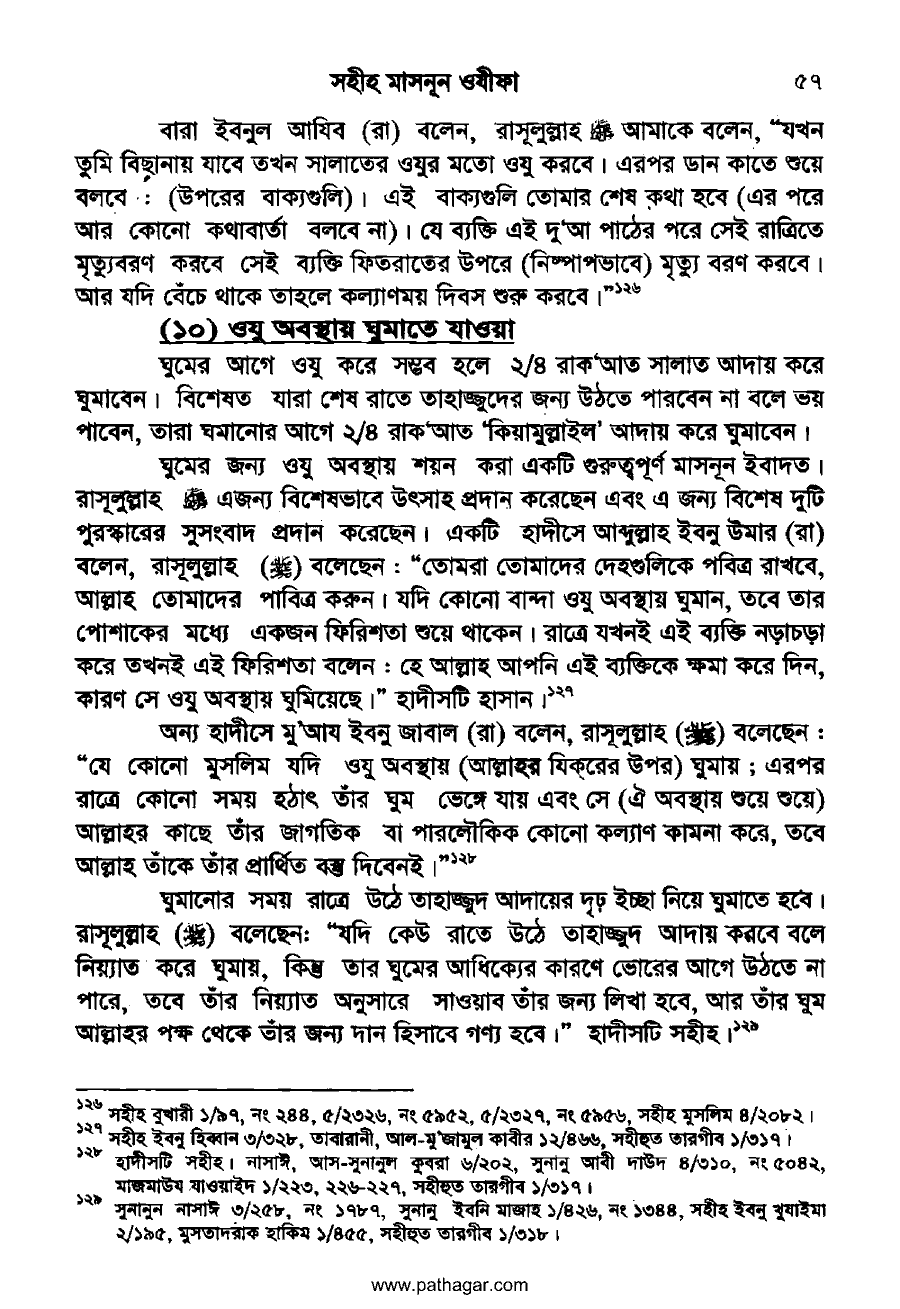 সহীহ মাসনূন ওযীফা ৫৭
বারা ইবনুল আযিব (রা) বলেন, রাসূলুল্লাহ ﷺ আমাকে বলেন, “যখন
তুমি বিছানায় যাবে তখন সালাতের ওযুর মতো ওযু করবে। এরপর ডান কাতে শুয়ে
বলবে : (উপরের বাক্যগুলি)। এই বাক্যগুলি তোমার শেষ কথা হবে (এর পরে
আর কোনো কথাবার্তা বলবে না)। যে ব্যক্তি এই দু‘আ পাঠের পরে সেই রাত্রিতে
মৃত্যুবরণ করবে সেই ব্যক্তি ফিতরাতের উপরে (নিষ্পাপভাবে) মৃত্যু বরণ করবে।
আর যদি বেঁচে থাকে তাহলে কল্যাণময় দিবস শুরু করবে।”১২৬
(১০) ওযু অবস্থায় ঘুমাতে যাওয়া
ঘুমের আগে ওযু করে সম্ভব হলে ২/৪ রাক‘আত সালাত আদায় করে
ঘুমাবেন। বিশেষত যারা শেষ রাতে তাহাজ্জুদের জন্য উঠতে পারবেন না বলে ভয়
পাবেন, তারা ঘমানোর আগে ২/৪ রাক‘আত ‘কিয়ামুল্লাইল’ আদায় করে ঘুমাবেন।
ঘুমের জন্য ওযু অবস্থায় শয়ন করা একটি গুরুত্বপূর্ণ মাসনূন ইবাদত।
রাসূলুল্লাহ ﷺ এজন্য বিশেষভাবে উৎসাহ প্রদান করেছেন এবং এ জন্য বিশেষ দুটি
পুরস্কারের সুসংবাদ প্রদান করেছেন। একটি হাদীসে আব্দুল্লাহ ইবনু উমার (রা)
বলেন, রাসূলুল্লাহ (ﷺ) বলেছেন : “তোমরা তোমাদের দেহগুলিকে পবিত্র রাখবে,
আল্লাহ তোমাদের পাবিত্র করুন। যদি কোনো বান্দা ওযু অবস্থায় ঘুমান, তবে তার
পোশাকের মধ্যে একজন ফিরিশতা শুয়ে থাকেন। রাত্রে যখনই এই ব্যক্তি নড়াচড়া
করে তখনই এই ফিরিশতা বলেন : হে আল্লাহ আপনি এই ব্যক্তিকে ক্ষমা করে দিন,
কারণ সে ওযু অবস্থায় ঘুমিয়েছে।” হাদীসটি হাসান।১২৭
অন্য হাদীসে মু‘আয ইবনু জাবাল (রা) বলেন, রাসূলুল্লাহ (ﷺ) বলেছেন :
“যে কোনো মুসলিম যদি ওযু অবস্থায় (আল্লাহর যিক্‌রের উপর) ঘুমায় ; এরপর
রাত্রে কোনো সময় হঠাৎ তাঁর ঘুম ভেঙ্গে যায় এবং সে (ঐ অবস্থায় শুয়ে শুয়ে)
আল্লাহর কাছে তাঁর জাগতিক বা পারলৌকিক কোনো কল্যাণ কামনা করে, তবে
আল্লাহ তাঁকে তাঁর প্রার্থিত বস্তু দিবেনই।”১২৮
ঘুমানোর সময় রাত্রে উঠে তাহাজ্জুদ আদায়ের দৃঢ় ইচ্ছা নিয়ে ঘুমাতে হবে।
রাসূলুল্লাহ (ﷺ) বলেছেন: “যদি কেউ রাতে উঠে তাহাজ্জুদ আদায় করবে বলে
নিয়্যাত করে ঘুমায়, কিন্তু তার ঘুমের আধিক্যের কারণে ভোরের আগে উঠতে না
পারে, তবে তাঁর নিয়্যাত অনুসারে সাওয়াব তাঁর জন্য লিখা হবে, আর তাঁর ঘুম
আল্লাহর পক্ষ থেকে তাঁর জন্য দান হিসাবে গণ্য হবে।” হাদীসটি সহীহ।১২৯
১২৬ সহীহ বুখারী ১/৯৭, নং ২৪৪, ৫/২৩২৬, নং ৫৯৫২, ৫/২৩২৭, নং ৫৯৫৬, সহীহ মুসলিম ৪/২০৮২।
১২৭ সহীহ ইবনু হিব্বান ৩/৩২৮, তাবারানী, আল-মু‘জামুল কাবীর ১২/৪৬৬, সহীহুত তারগীব ১/৩১৭।
১২৮ হাদীসটি সহীহ। নাসাঈ, আস-সুনানুল কুবরা ৬/২০২, সুনানু আবী দাউদ ৪/৩১০, নং ৫০৪২,
মাজমাউয যাওয়াইদ ১/২২৩, ২২৬-২২৭, সহীহুত তারগীব ১/৩১৭।
১২৯ সুনানুন নাসাঈ ৩/২৫৮, নং ১৭৮৭, সুনানু ইবনি মাজাহ ১/৪২৬, নং ১৩৪৪, সহীহ ইবনু খুযাইমা
২/১৯৫, মুসতাদরাক হাকিম ১/৪৫৫, সহীহুত তারগীব ১/৩১৮।
www.pathagar.com